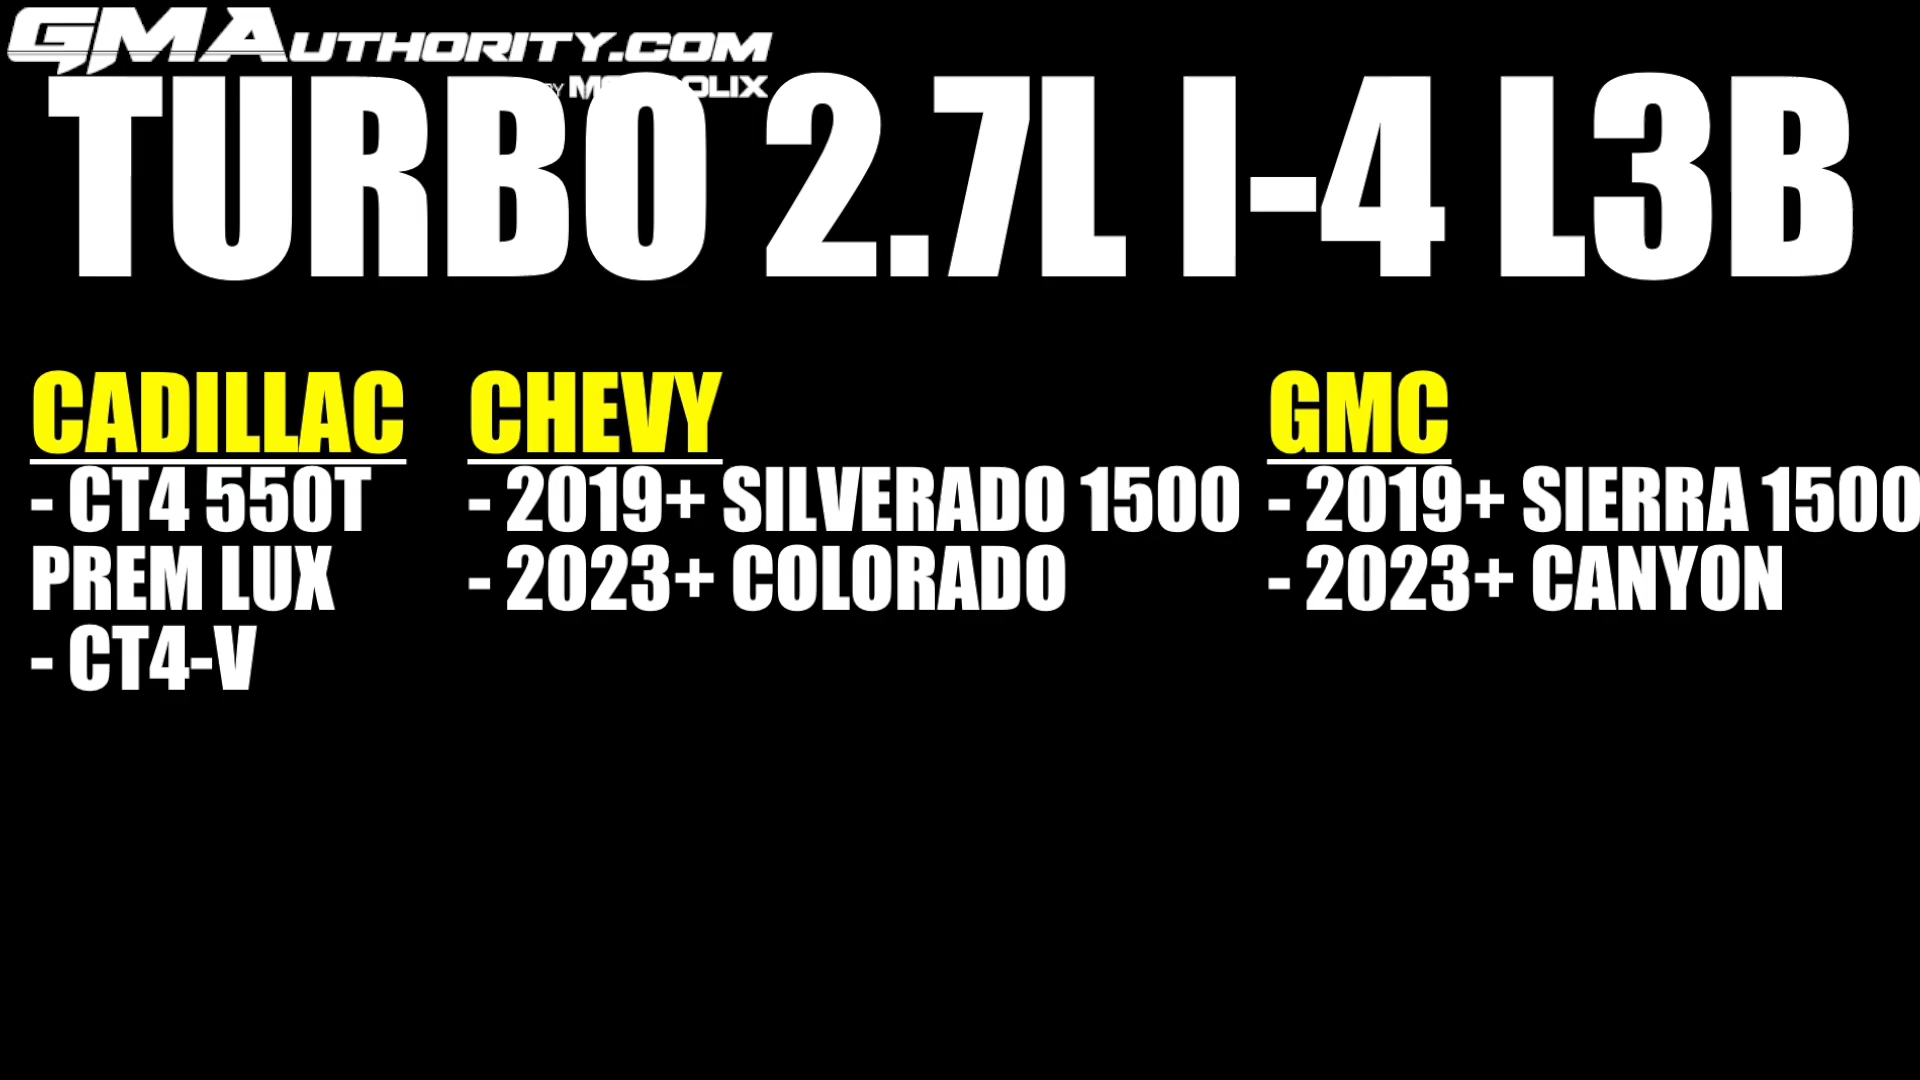 GMAUTHORITY.COM
BY
TURBO 2.7L I-4 L3B
CADILLAC
- CT4 550T
PREM LUX
- CT4-V
CHEVY
- 2019+ SILVERADO 1500
- 2023+ COLORADO
GMC
- 2019+ SIERRA 1500
- 2023+ CANYON